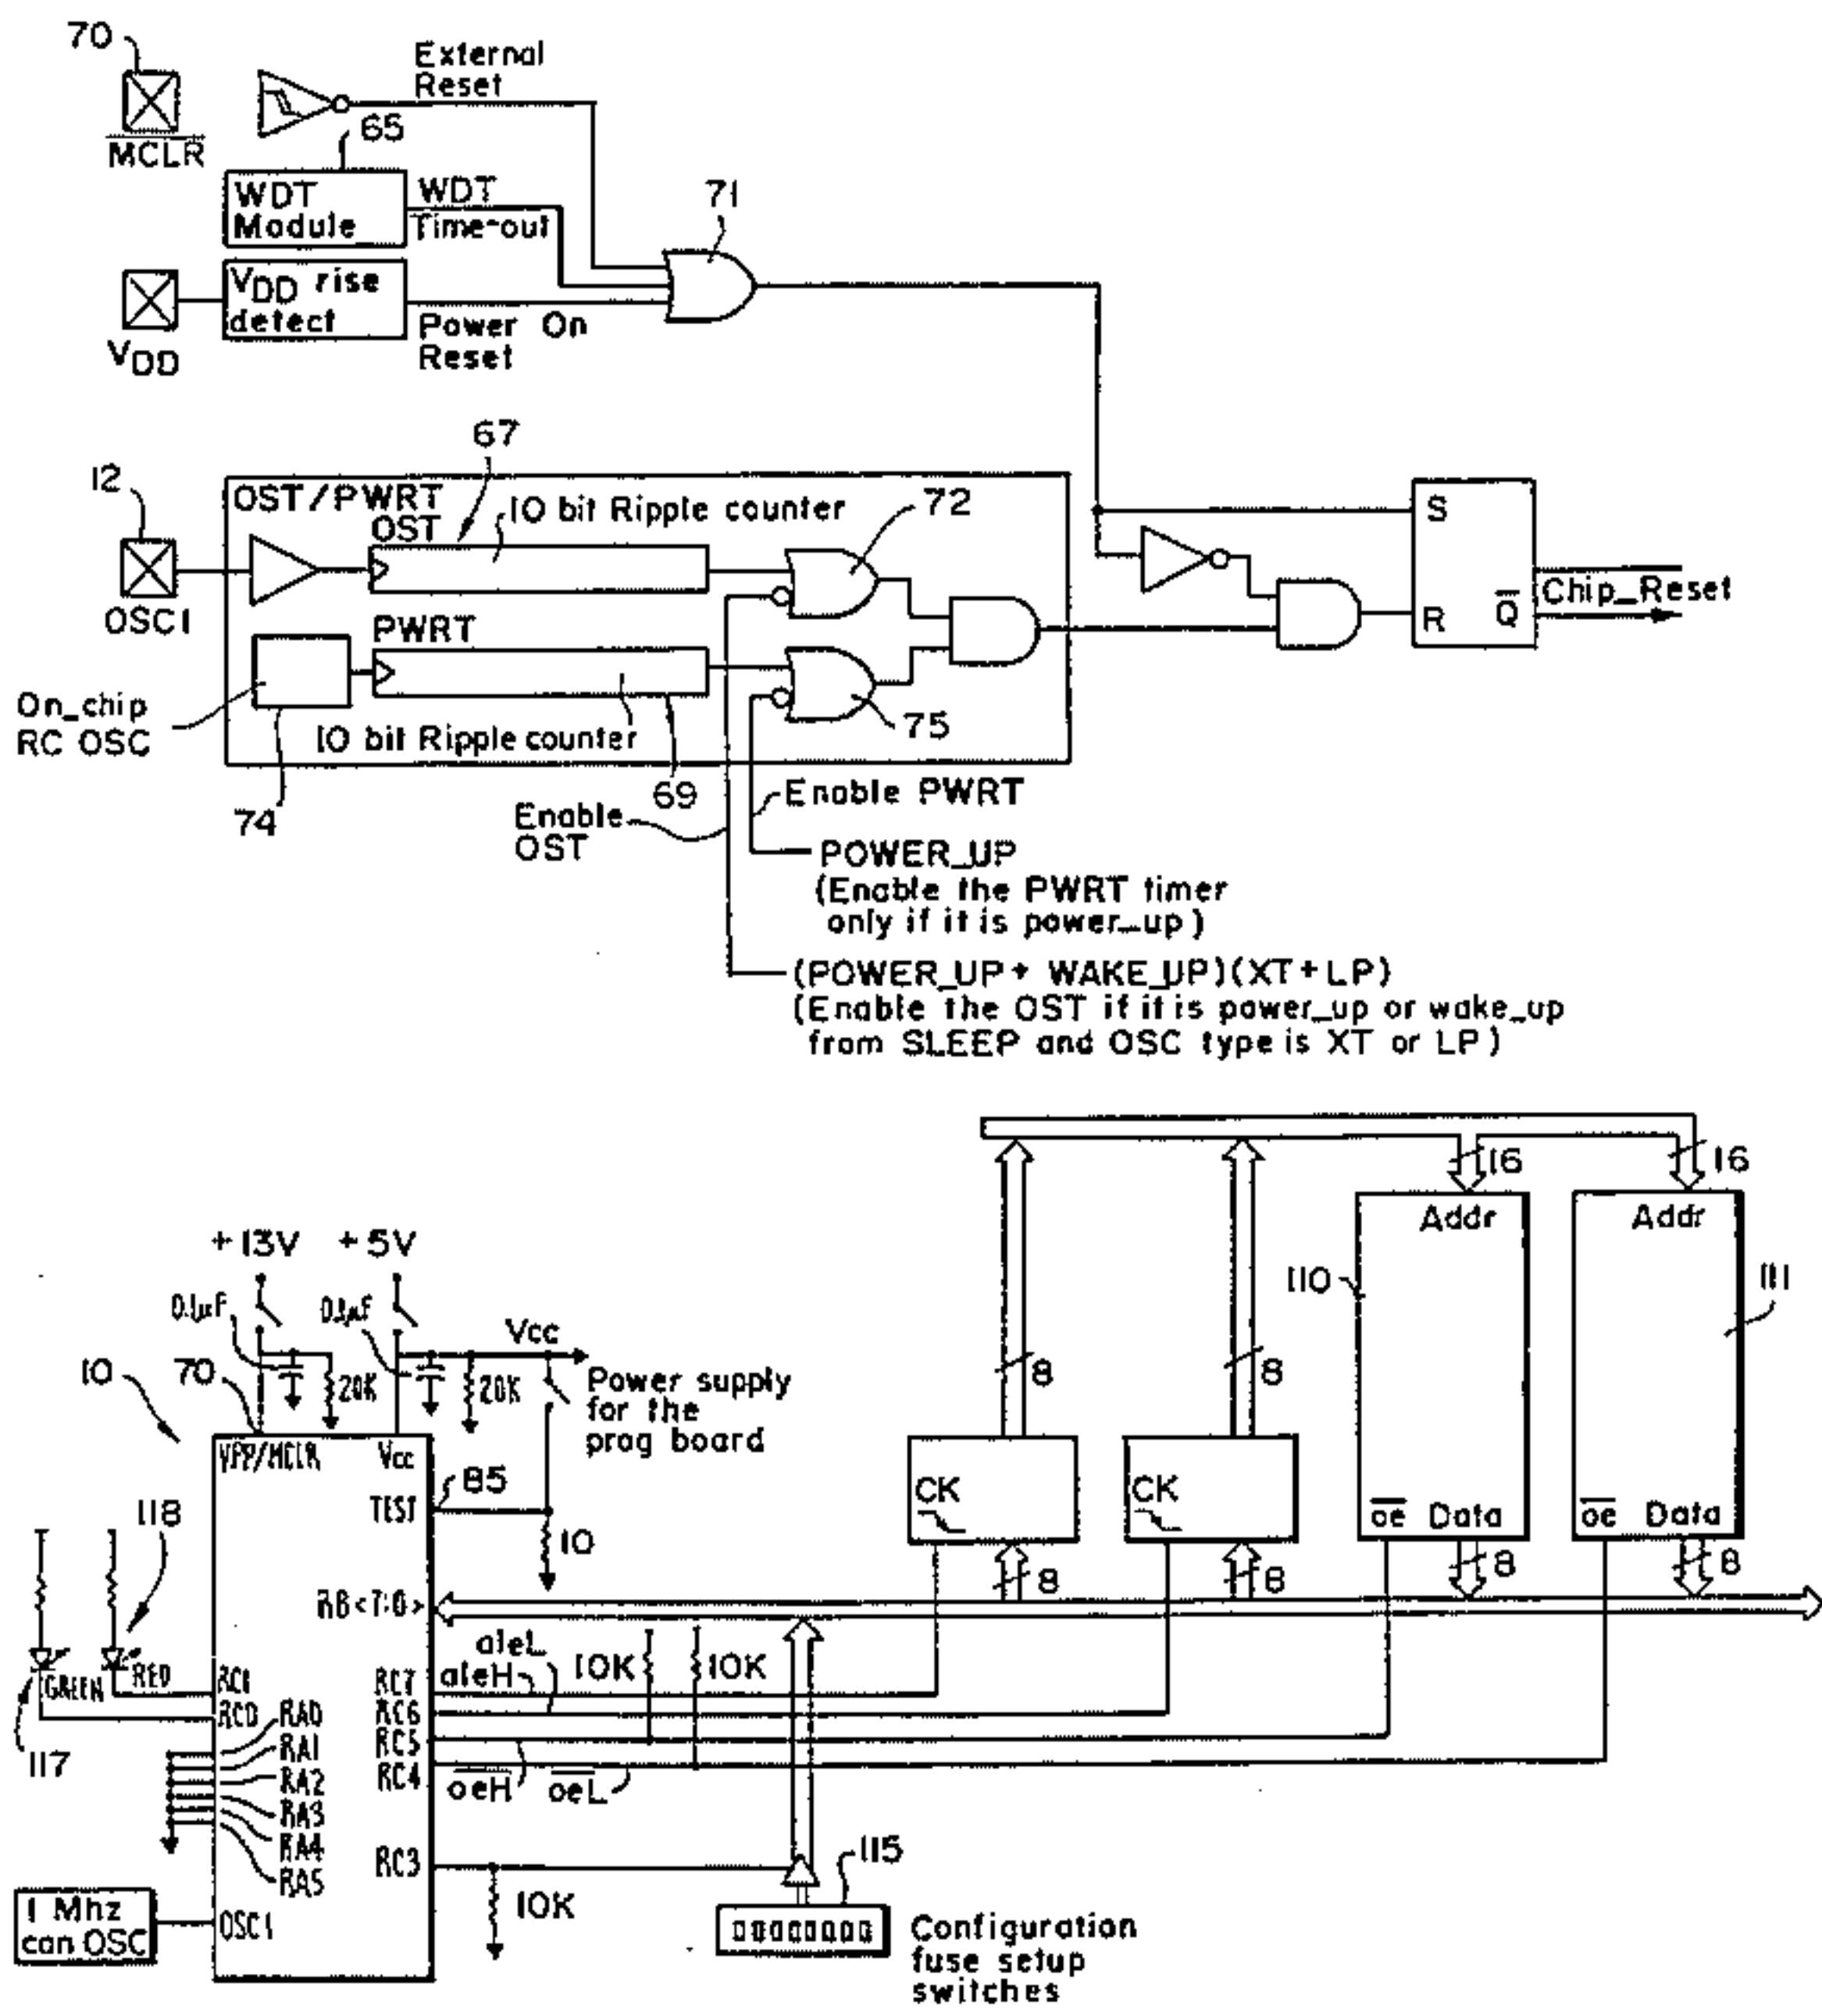 70
External
Reset
MCLR
65
WDT
Module
WDT
Time-out
71
VDD rise
detect
Power On
Reset
VDD
67
12
OST/PWRT
OST
10 bit Ripple counter
72
S
OSC1
PWRT
R
Q
Chip_Reset
On_chip
RC OSC
10 bit Ripple counter
75
74
69
Enable PWRT
Enable
OST
POWER_UP
(Enable the PWRT timer
only if it is power_up)
(POWER_UP+ WAKE_UP)(XT+LP)
(Enable the OST if it is power_up or wake_up
from SLEEP and OSC type is XT or LP)
16
16
Addr
Addr
+13V
+5V
110
111
0.1μF
0.1μF
Vcc
10
70
20K
20K
Power supply
for the
prog board
8
8
VPP/MCLR
Vcc
85
CK
CK
118
TEST
10
oe Data
oe Data
8
8
8
8
RB<7:0>
aleL
aleH
10K
10K
GREEN
RED
RC1
RC0
RC7
RC6
RC5
RC4
117
RA0
RA1
RA2
RA3
RA4
RA5
oeH
oeL
RC3
115
10K
1 Mhz
can OSC
OSC1
Configuration
fuse setup
switches